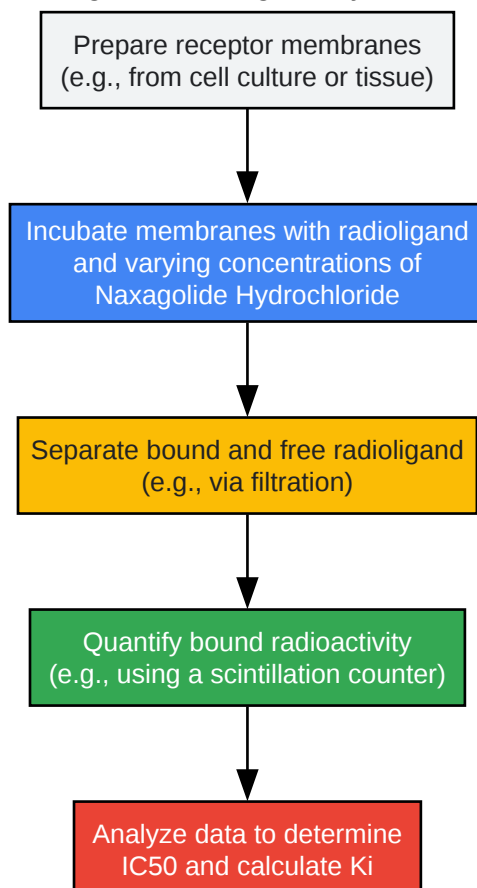 Prepare receptor membranes
(e.g., from cell culture or tissue)
Incubate membranes with radioligand
and varying concentrations of
Naxagolide Hydrochloride
Separate bound and free radioligand
(e.g., via filtration)
Quantify bound radioactivity
(e.g., using a scintillation counter)
Analyze data to determine
IC50 and calculate Ki